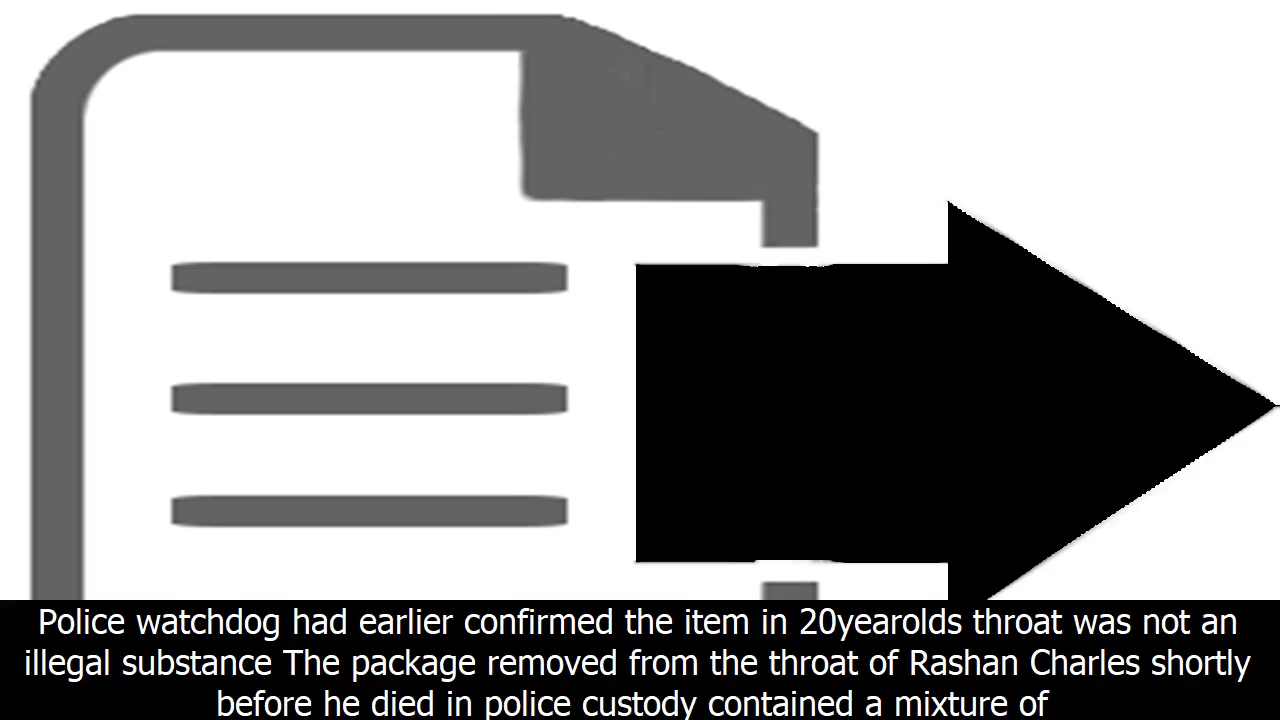 Police watchdog had earlier confirmed the item in 20yearolds throat was not an
illegal substance The package removed from the throat of Rashan Charles shortly
before he died in police custody contained a mixture of